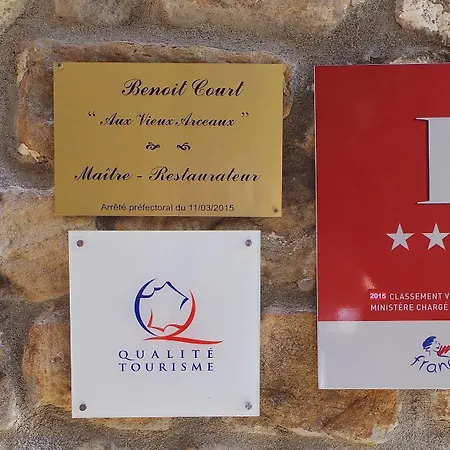 Benoit Court
“ Aux Vieux Arceaux ”
Maître - Restaurateur
Arrêté préfectoral du 11/03/2015
QUALITÉ
TOURISME
2015 CLASSEMENT
MINISTÈRE CHARGÉ